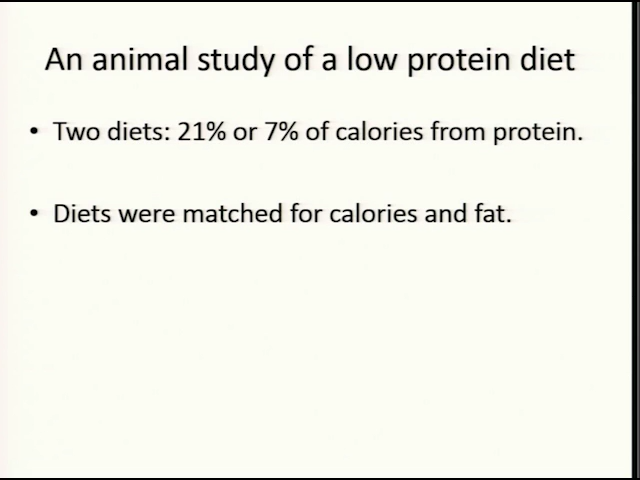 An animal study of a low protein diet
• Two diets: 21% or 7% of calories from protein.
• Diets were matched for calories and fat.